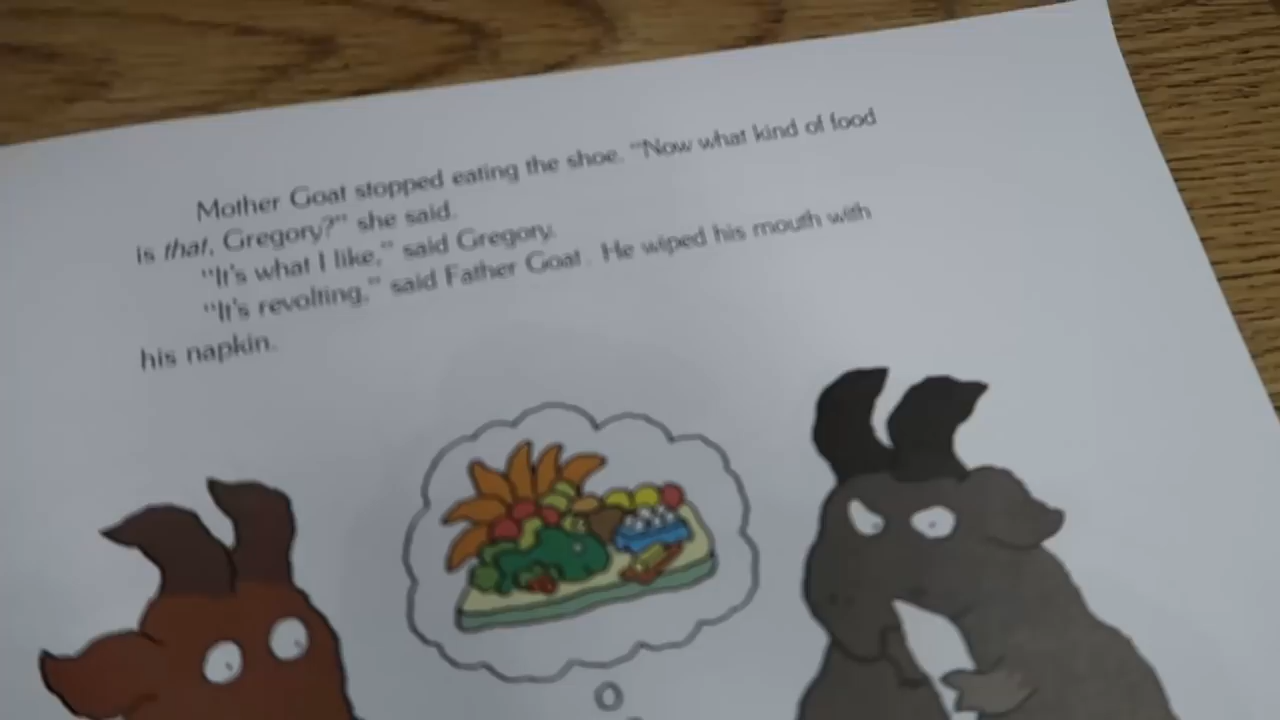 Mother Goat stopped eating the shoe. "Now what kind of food
is that, Gregory?" she said.
"It's what I like," said Gregory.
"It's revolting," said Father Goat. He wiped his mouth with
his napkin.